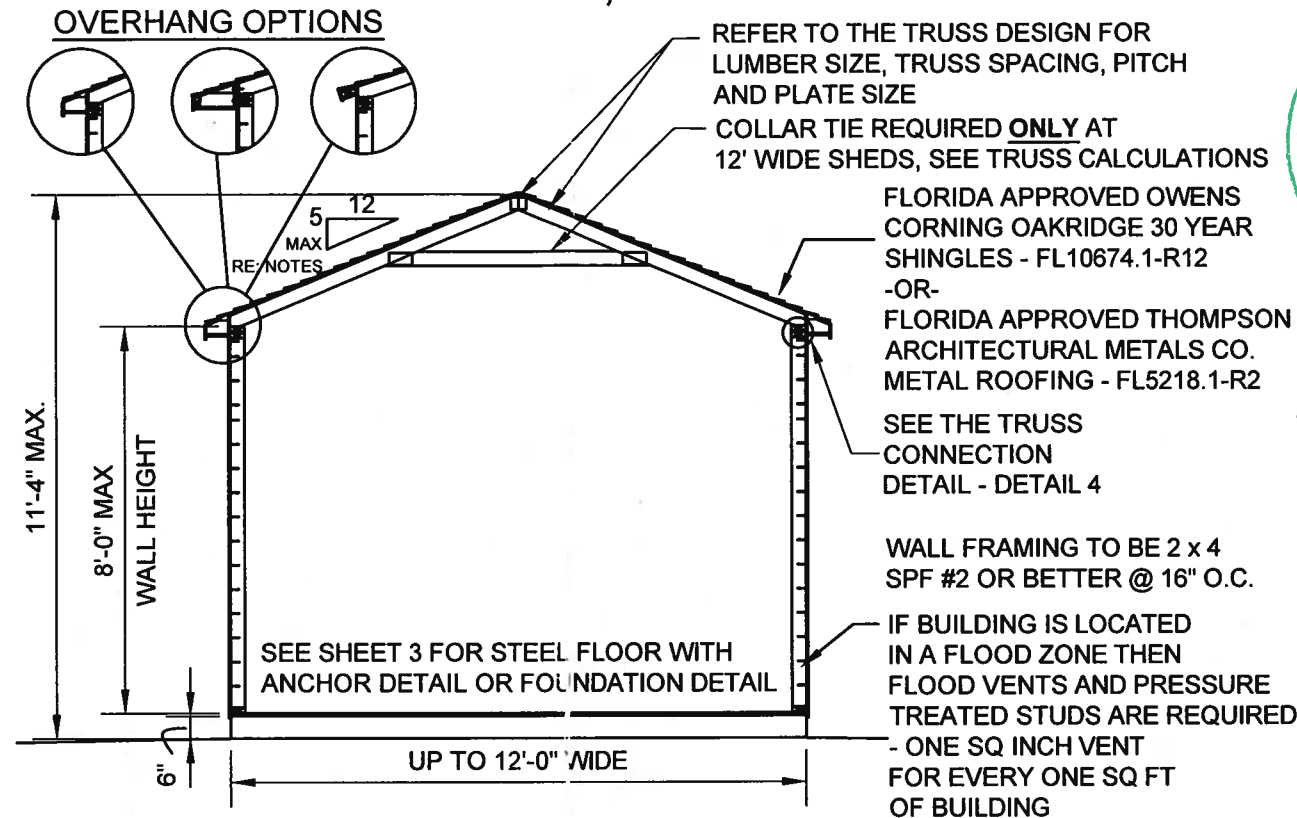 OVERHANG OPTIONS
REFER TO THE TRUSS DESIGN FOR
LUMBER SIZE, TRUSS SPACING, PITCH
AND PLATE SIZE
COLLAR TIE REQUIRED ONLY AT
12' WIDE SHEDS, SEE TRUSS CALCULATIONS
5
12
MAX
RE: NOTES
FLORIDA APPROVED OWENS
CORNING OAKRIDGE 30 YEAR
SHINGLES - FL10674.1-R12
-OR-
FLORIDA APPROVED THOMPSON
ARCHITECTURAL METALS CO.
METAL ROOFING - FL5218.1-R2
SEE THE TRUSS
CONNECTION
DETAIL - DETAIL 4
11'-4" MAX.
8'-0" MAX
WALL HEIGHT
WALL FRAMING TO BE 2 x 4
SPF #2 OR BETTER @ 16" O.C.
IF BUILDING IS LOCATED
IN A FLOOD ZONE THEN
FLOOD VENTS AND PRESSURE
TREATED STUDS ARE REQUIRED
- ONE SQ INCH VENT
FOR EVERY ONE SQ FT
OF BUILDING
SEE SHEET 3 FOR STEEL FLOOR WITH
ANCHOR DETAIL OR FOUNDATION DETAIL
6"
UP TO 12'-0" WIDE